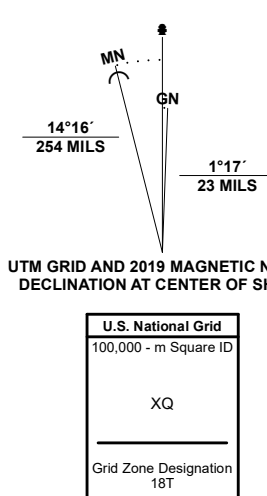 MN
GN
14°16´
254 MILS
1°17´
23 MILS
UTM GRID AND 2019 MAGNETIC
DECLINATION AT CENTER OF
U.S. National Grid
100,000 - m Square ID
XQ
Grid Zone Designation
18T